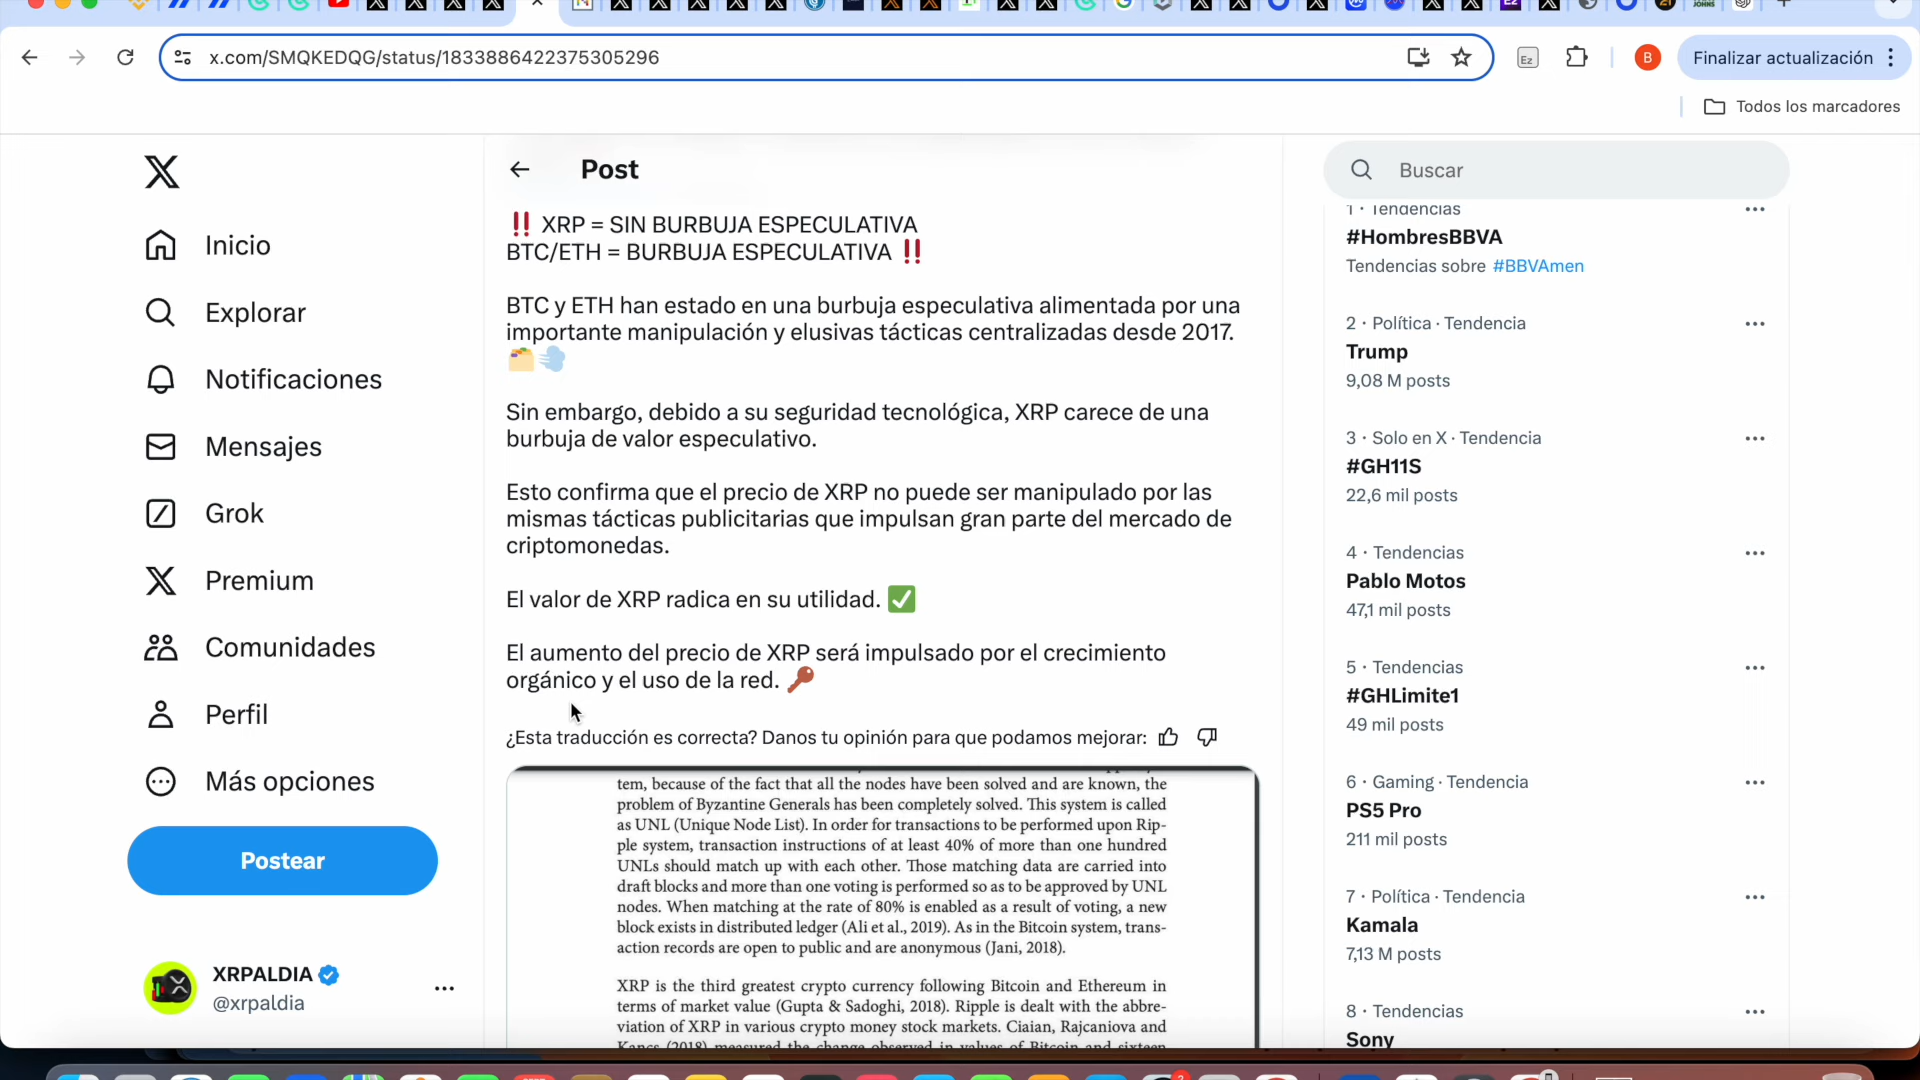 x.com/SMQKEDQG/status/1833886422375305296
Ez
B
Finalizar actualización
Todos los marcadores
Post
Buscar
Inicio
Explorar
Notificaciones
Mensajes
Grok
Premium
Comunidades
Perfil
Más opciones
Postear
XRPALDIA
@xrpaldia
‼️ XRP = SIN BURBUJA ESPECULATIVA
BTC/ETH = BURBUJA ESPECULATIVA ‼️
BTC y ETH han estado en una burbuja especulativa alimentada por una
importante manipulación y elusivas tácticas centralizadas desde 2017.
🗂️💨
Sin embargo, debido a su seguridad tecnológica, XRP carece de una
burbuja de valor especulativo.
Esto confirma que el precio de XRP no puede ser manipulado por las
mismas tácticas publicitarias que impulsan gran parte del mercado de
criptomonedas.
El valor de XRP radica en su utilidad. ✅
El aumento del precio de XRP será impulsado por el crecimiento
orgánico y el uso de la red. 🔑
¿Esta traducción es correcta? Danos tu opinión para que podamos mejorar:
tem, because of the fact that all the nodes have been solved and are known, the
problem of Byzantine Generals has been completely solved. This system is called
as UNL (Unique Node List). In order for transactions to be performed upon Rip-
ple system, transaction instructions of at least 40% of more than one hundred
UNLs should match up with each other. Those matching data are carried into
draft blocks and more than one voting is performed so as to be approved by UNL
nodes. When matching at the rate of 80% is enabled as a result of voting, a new
block exists in distributed ledger (Ali et al., 2019). As in the Bitcoin system, trans-
action records are open to public and are anonymous (Jani, 2018).
XRP is the third greatest crypto currency following Bitcoin and Ethereum in
terms of market value (Gupta & Sadoghi, 2018). Ripple is dealt with the abbre-
viation of XRP in various crypto money stock markets. Ciaian, Rajcaniova and
Kancs (2018) measured the change observed in values of Bitcoin and sixteen
1 · Tendencias
#HombresBBVA
Tendencias sobre #BBVAmen
2 · Política · Tendencia
Trump
9,08 M posts
3 · Solo en X · Tendencia
#GH11S
22,6 mil posts
4 · Tendencias
Pablo Motos
47,1 mil posts
5 · Tendencias
#GHLimite1
49 mil posts
6 · Gaming · Tendencia
PS5 Pro
211 mil posts
7 · Política · Tendencia
Kamala
7,13 M posts
8 · Tendencias
Sony